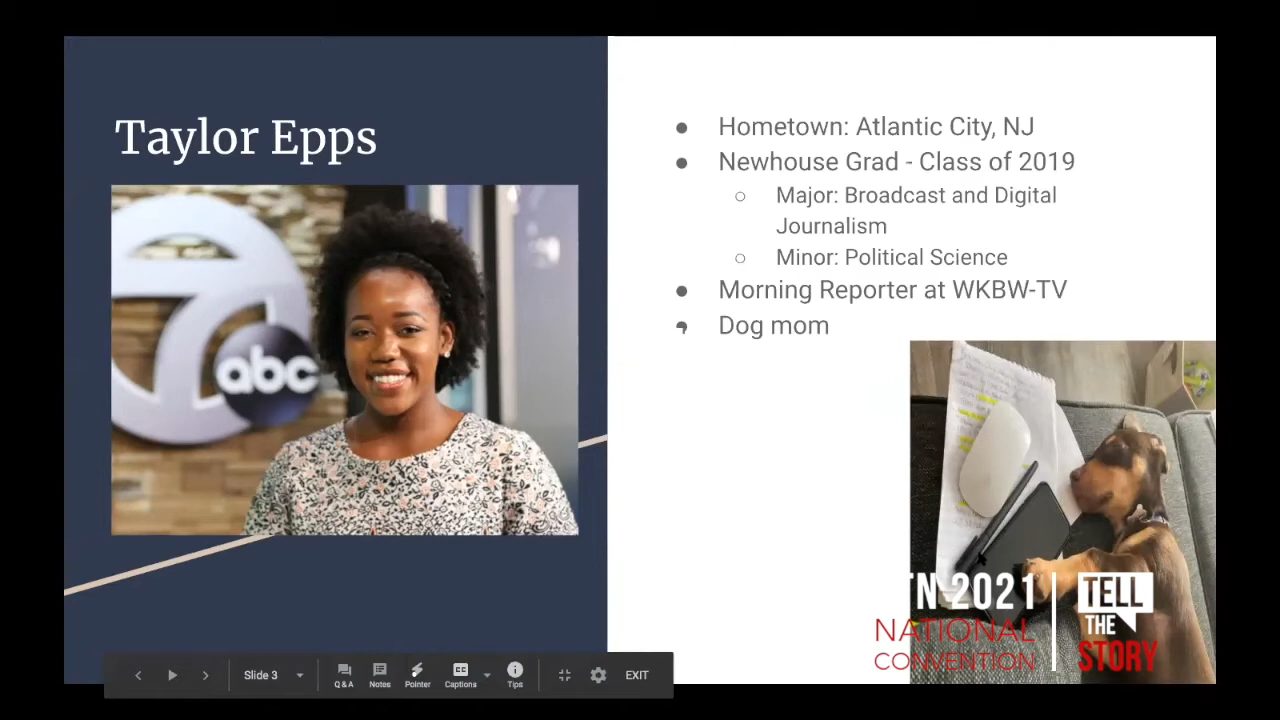 Taylor Epps
7
abc
Hometown: Atlantic City, NJ
Newhouse Grad - Class of 2019
Major: Broadcast and Digital
Journalism
Minor: Political Science
Morning Reporter at WKBW-TV
Dog mom
TN 2021
NATIONAL
CONVENTION
TELL
THE
STORY
Slide 3
Q&A
Notes
Pointer
Captions
Tips
EXIT